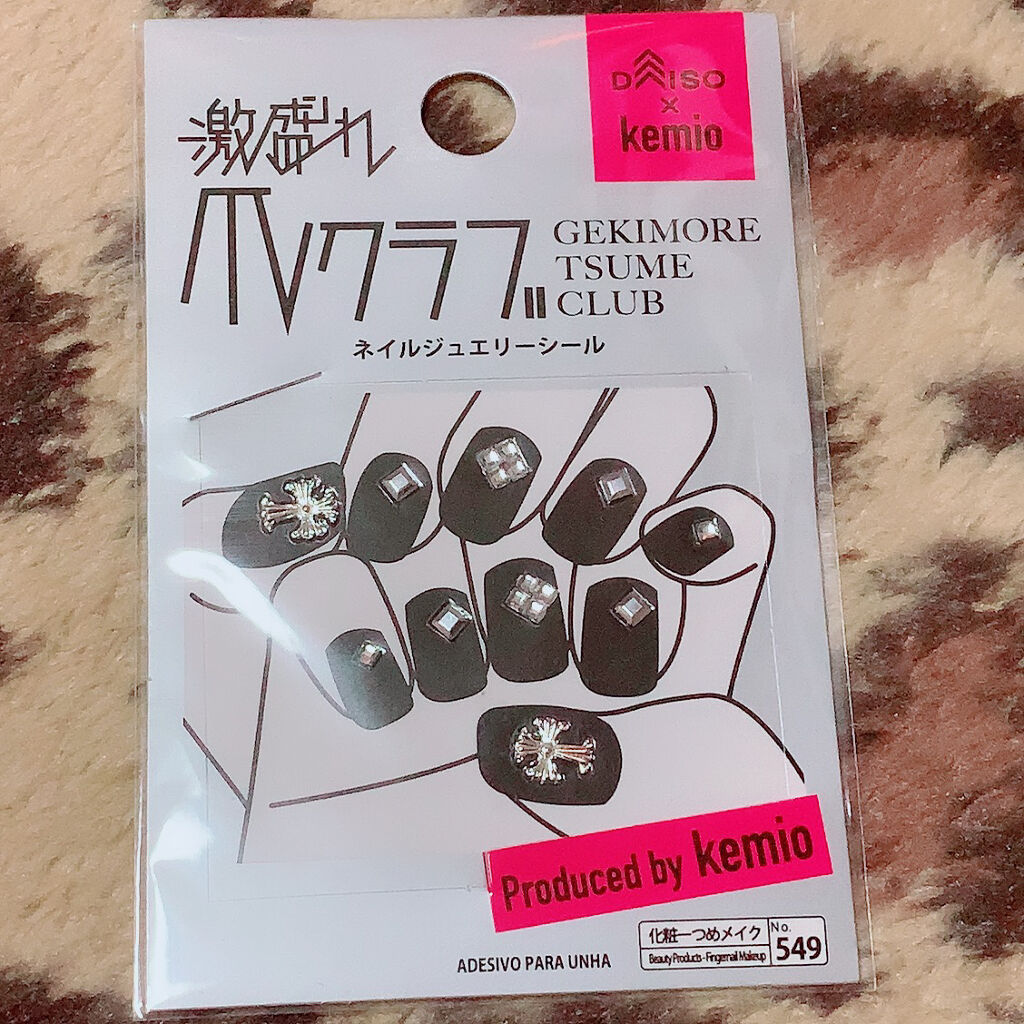 DAISO
×
kemio
激盛れ
爪クラブ
GEKIMORE
TSUME
CLUB
ネイルジュエリーシール
Produced by kemio
ADESIVO PARA UNHA
化粧ーつめメイク
Beauty Products - Fingernail Makeup
No.
549